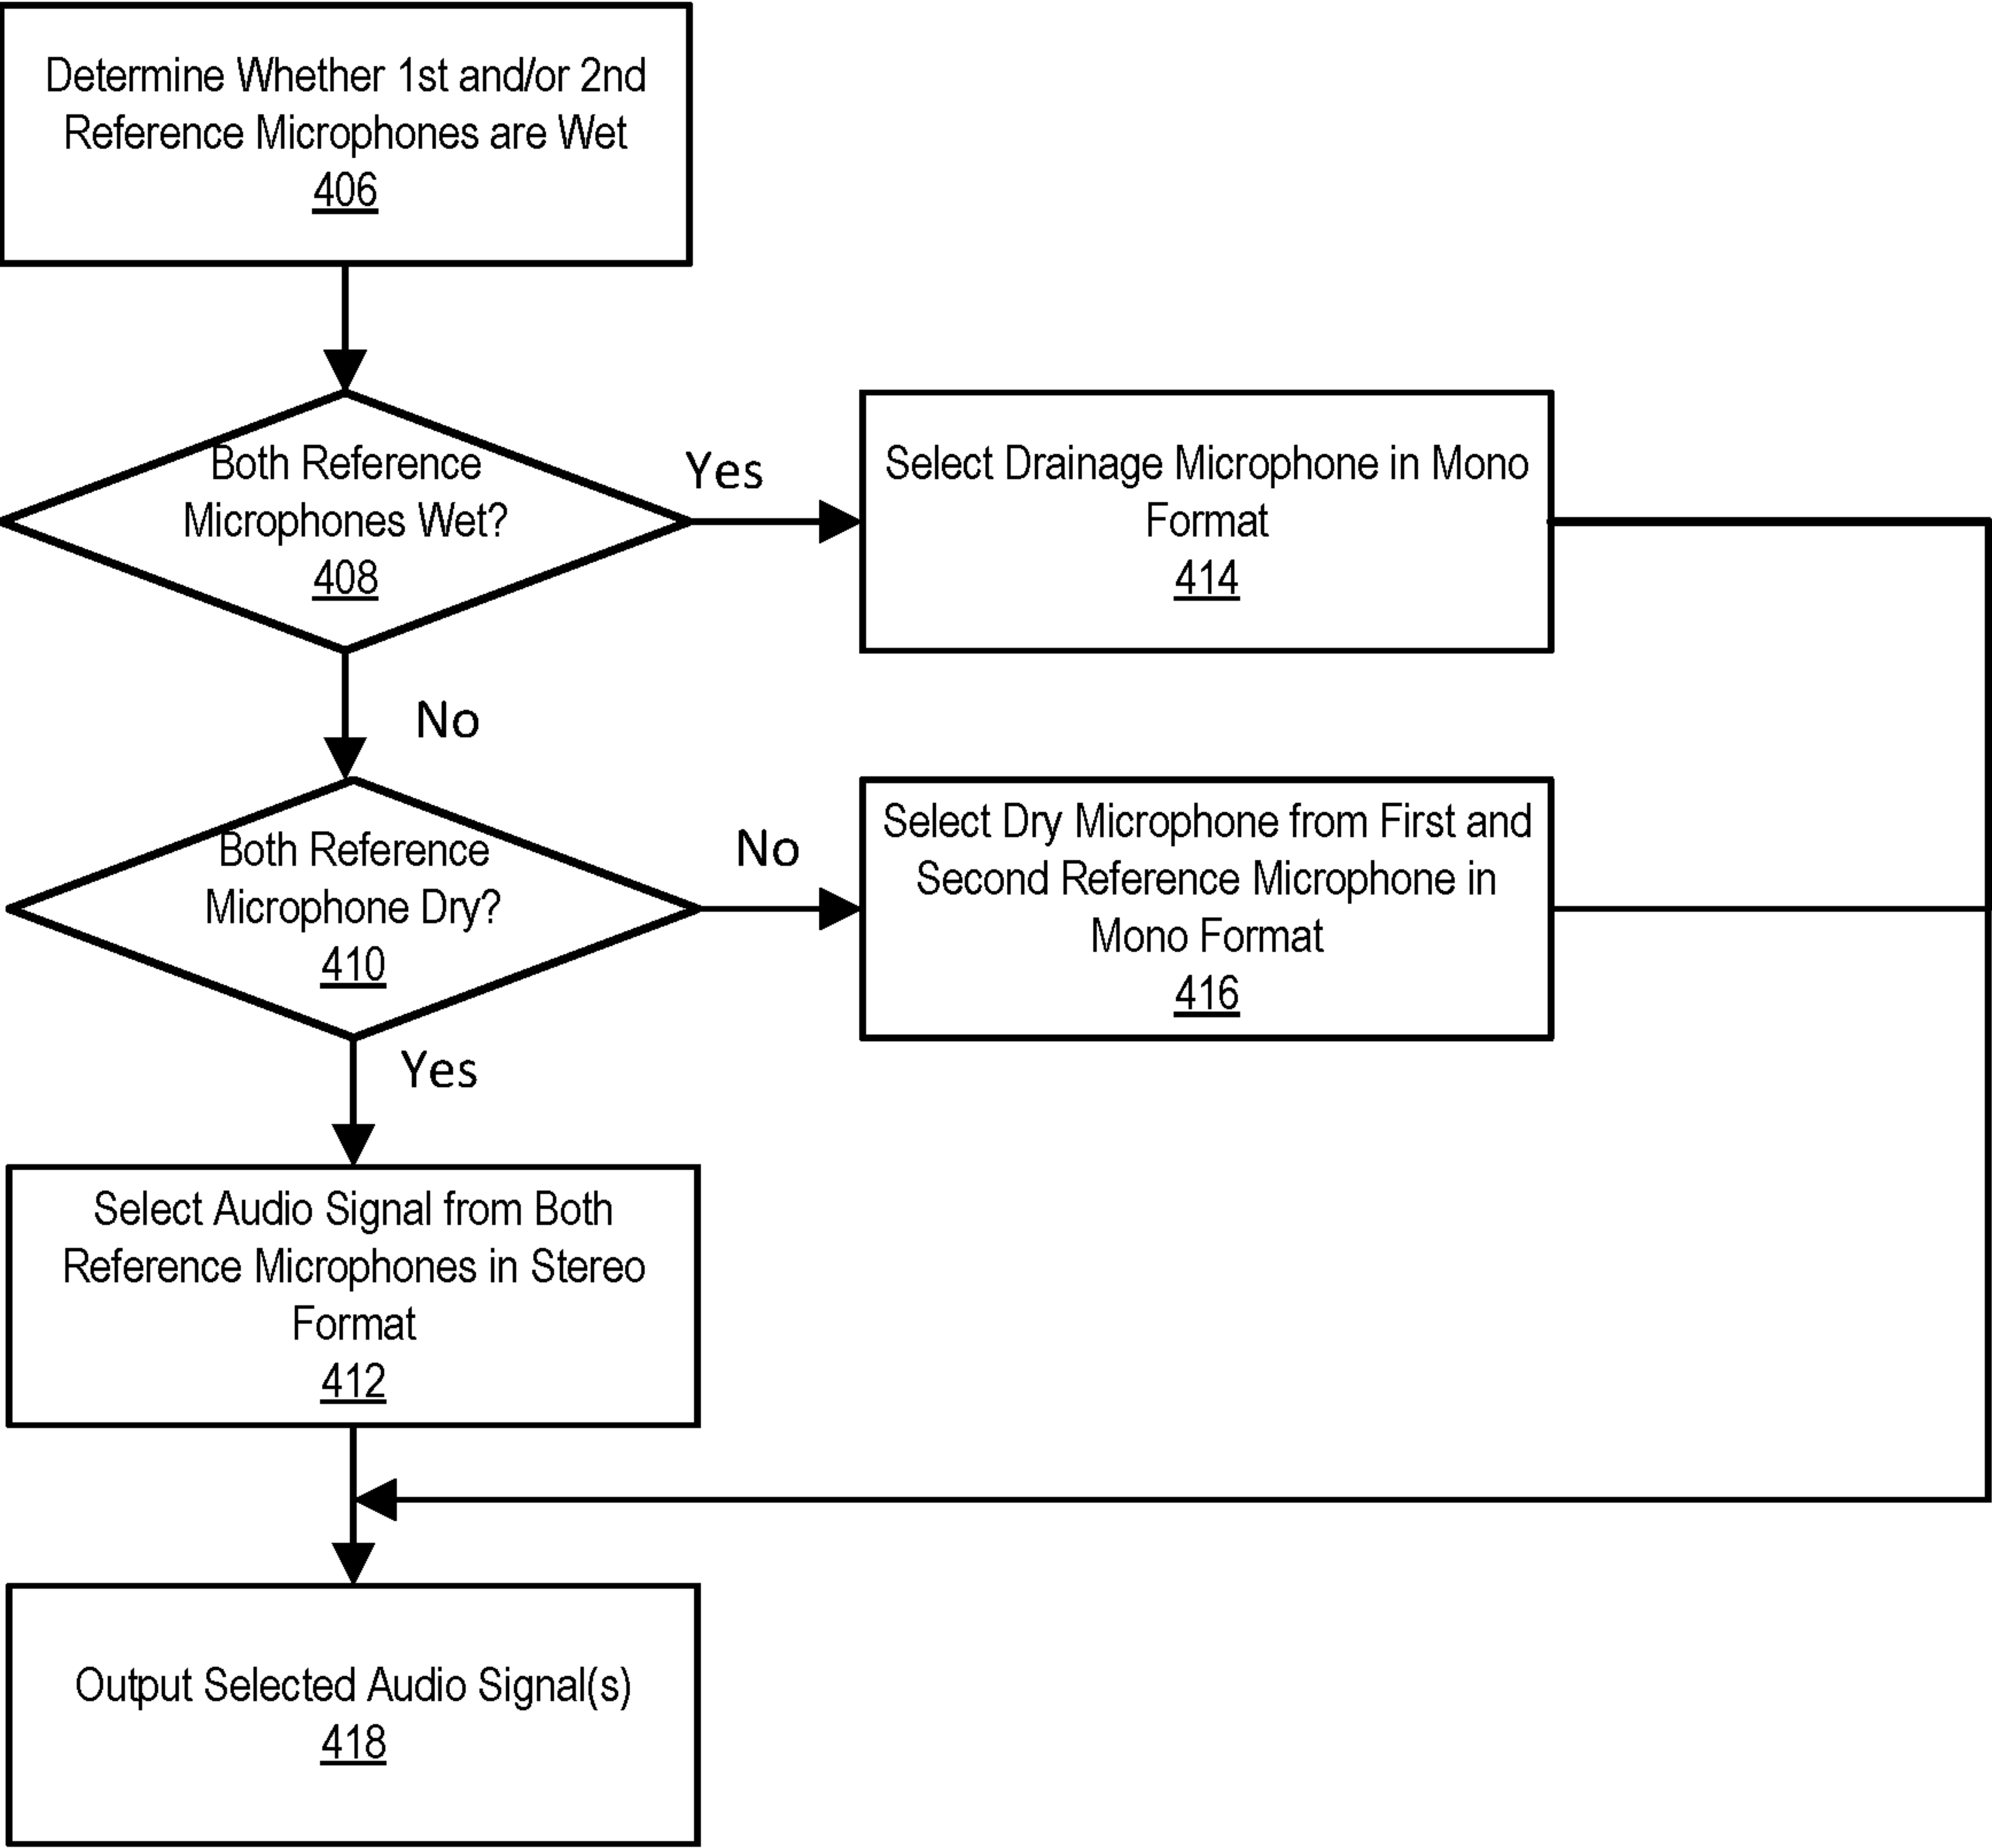 Determine Whether 1st and/or 2nd
Reference Microphones are Wet
406
Both Reference
Microphones Wet?
408
Yes
Select Drainage Microphone in Mono
Format
414
No
Both Reference
Microphone Dry?
410
No
Select Dry Microphone from First and
Second Reference Microphone in
Mono Format
416
Yes
Select Audio Signal from Both
Reference Microphones in Stereo
Format
412
Output Selected Audio Signal(s)
418